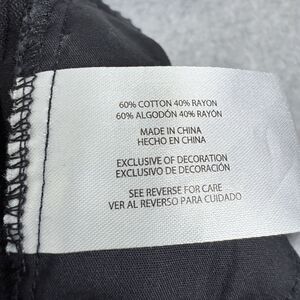 60% COTTON 40% RAYON
60% ALGODÓN 40% RAYÓN
MADE IN CHINA
HECHO EN CHINA
EXCLUSIVE OF DECORATION
EXCLUSIVO DE DECORACIÓN
SEE REVERSE FOR CARE
VER AL REVERSO PARA CUIDADO